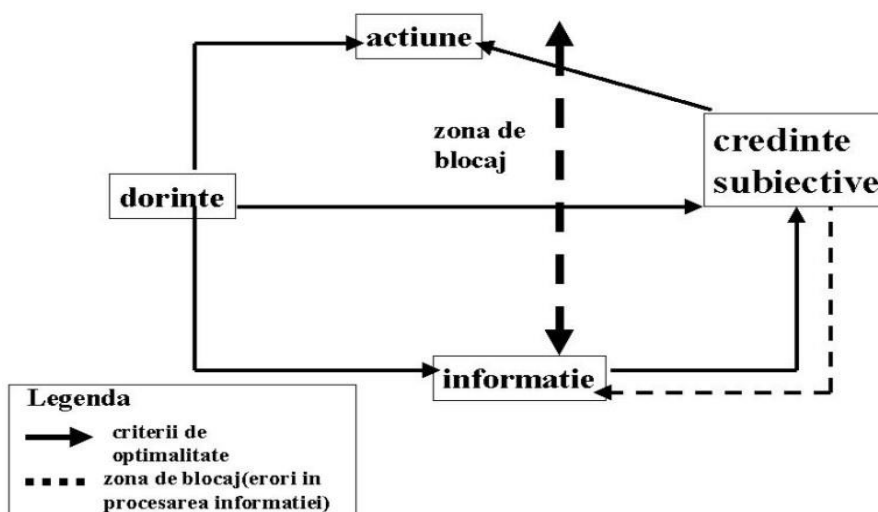 actiune
zona de
blocaj
credinte
subiective
dorinte
informatie
Legenda
criterii de
optimalitate
zona de blocaj(erori in
procesarea informatiei)